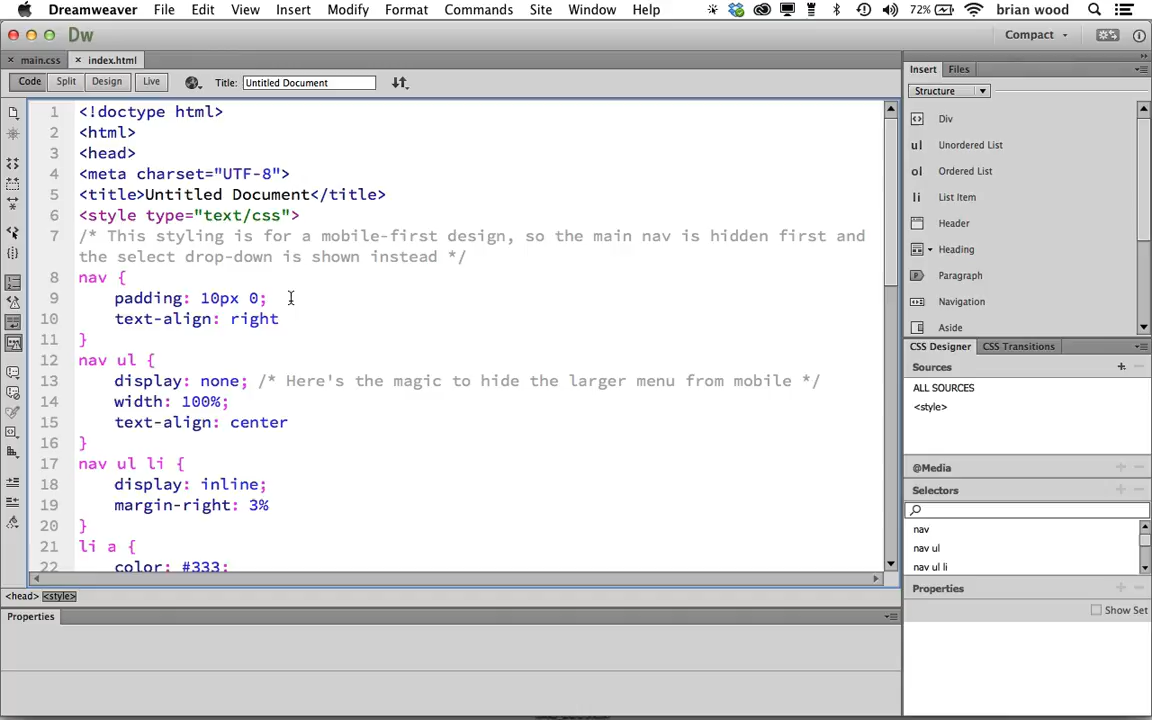 Dreamweaver File Edit View Insert Modify Format Commands Site Window Help 72% brian wood
Dw Compact
main.css index.html
Code Split Design Live Title: Untitled Document
1 <!doctype html>
2 <html>
3 <head>
4 <meta charset="UTF-8">
5 <title>Untitled Document</title>
6 <style type="text/css">
7 /* This styling is for a mobile-first design, so the main nav is hidden first and
the select drop-down is shown instead */
8 nav {
9 padding: 10px 0;
10 text-align: right
11 }
12 nav ul {
13 display: none; /* Here's the magic to hide the larger menu from mobile */
14 width: 100%;
15 text-align: center
16 }
17 nav ul li {
18 display: inline;
19 margin-right: 3%
20 }
21 li a {
22 color: #333;
<head> <style>
Properties
Insert Files
Structure
Div
ul Unordered List
ol Ordered List
li List Item
Header
Heading
P Paragraph
Navigation
Aside
CSS Designer CSS Transitions
Sources
ALL SOURCES
<style>
@Media
Selectors
nav
nav ul
nav ul li
Properties
Show Set